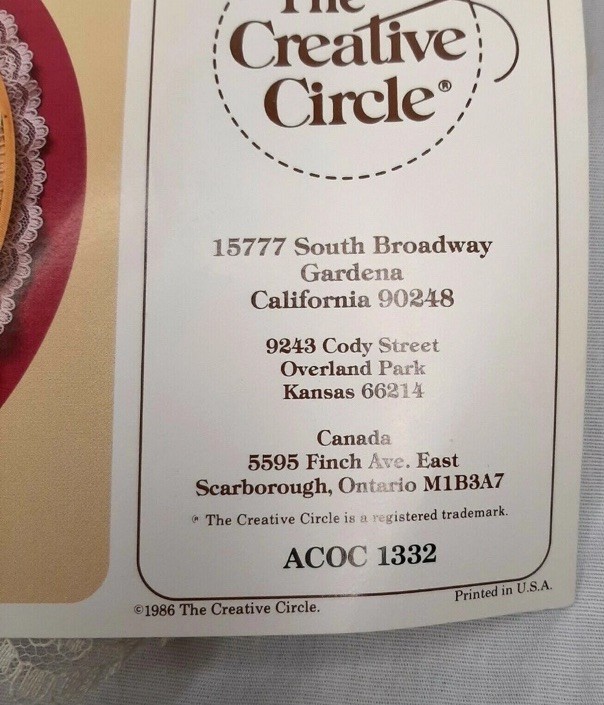 The
Creative
Circle®
15777 South Broadway
Gardena
California 90248
9243 Cody Street
Overland Park
Kansas 66214
Canada
5595 Finch Ave. East
Scarborough, Ontario M1B3A7
® The Creative Circle is a registered trademark.
ACOC 1332
©1986 The Creative Circle.
Printed in U.S.A.